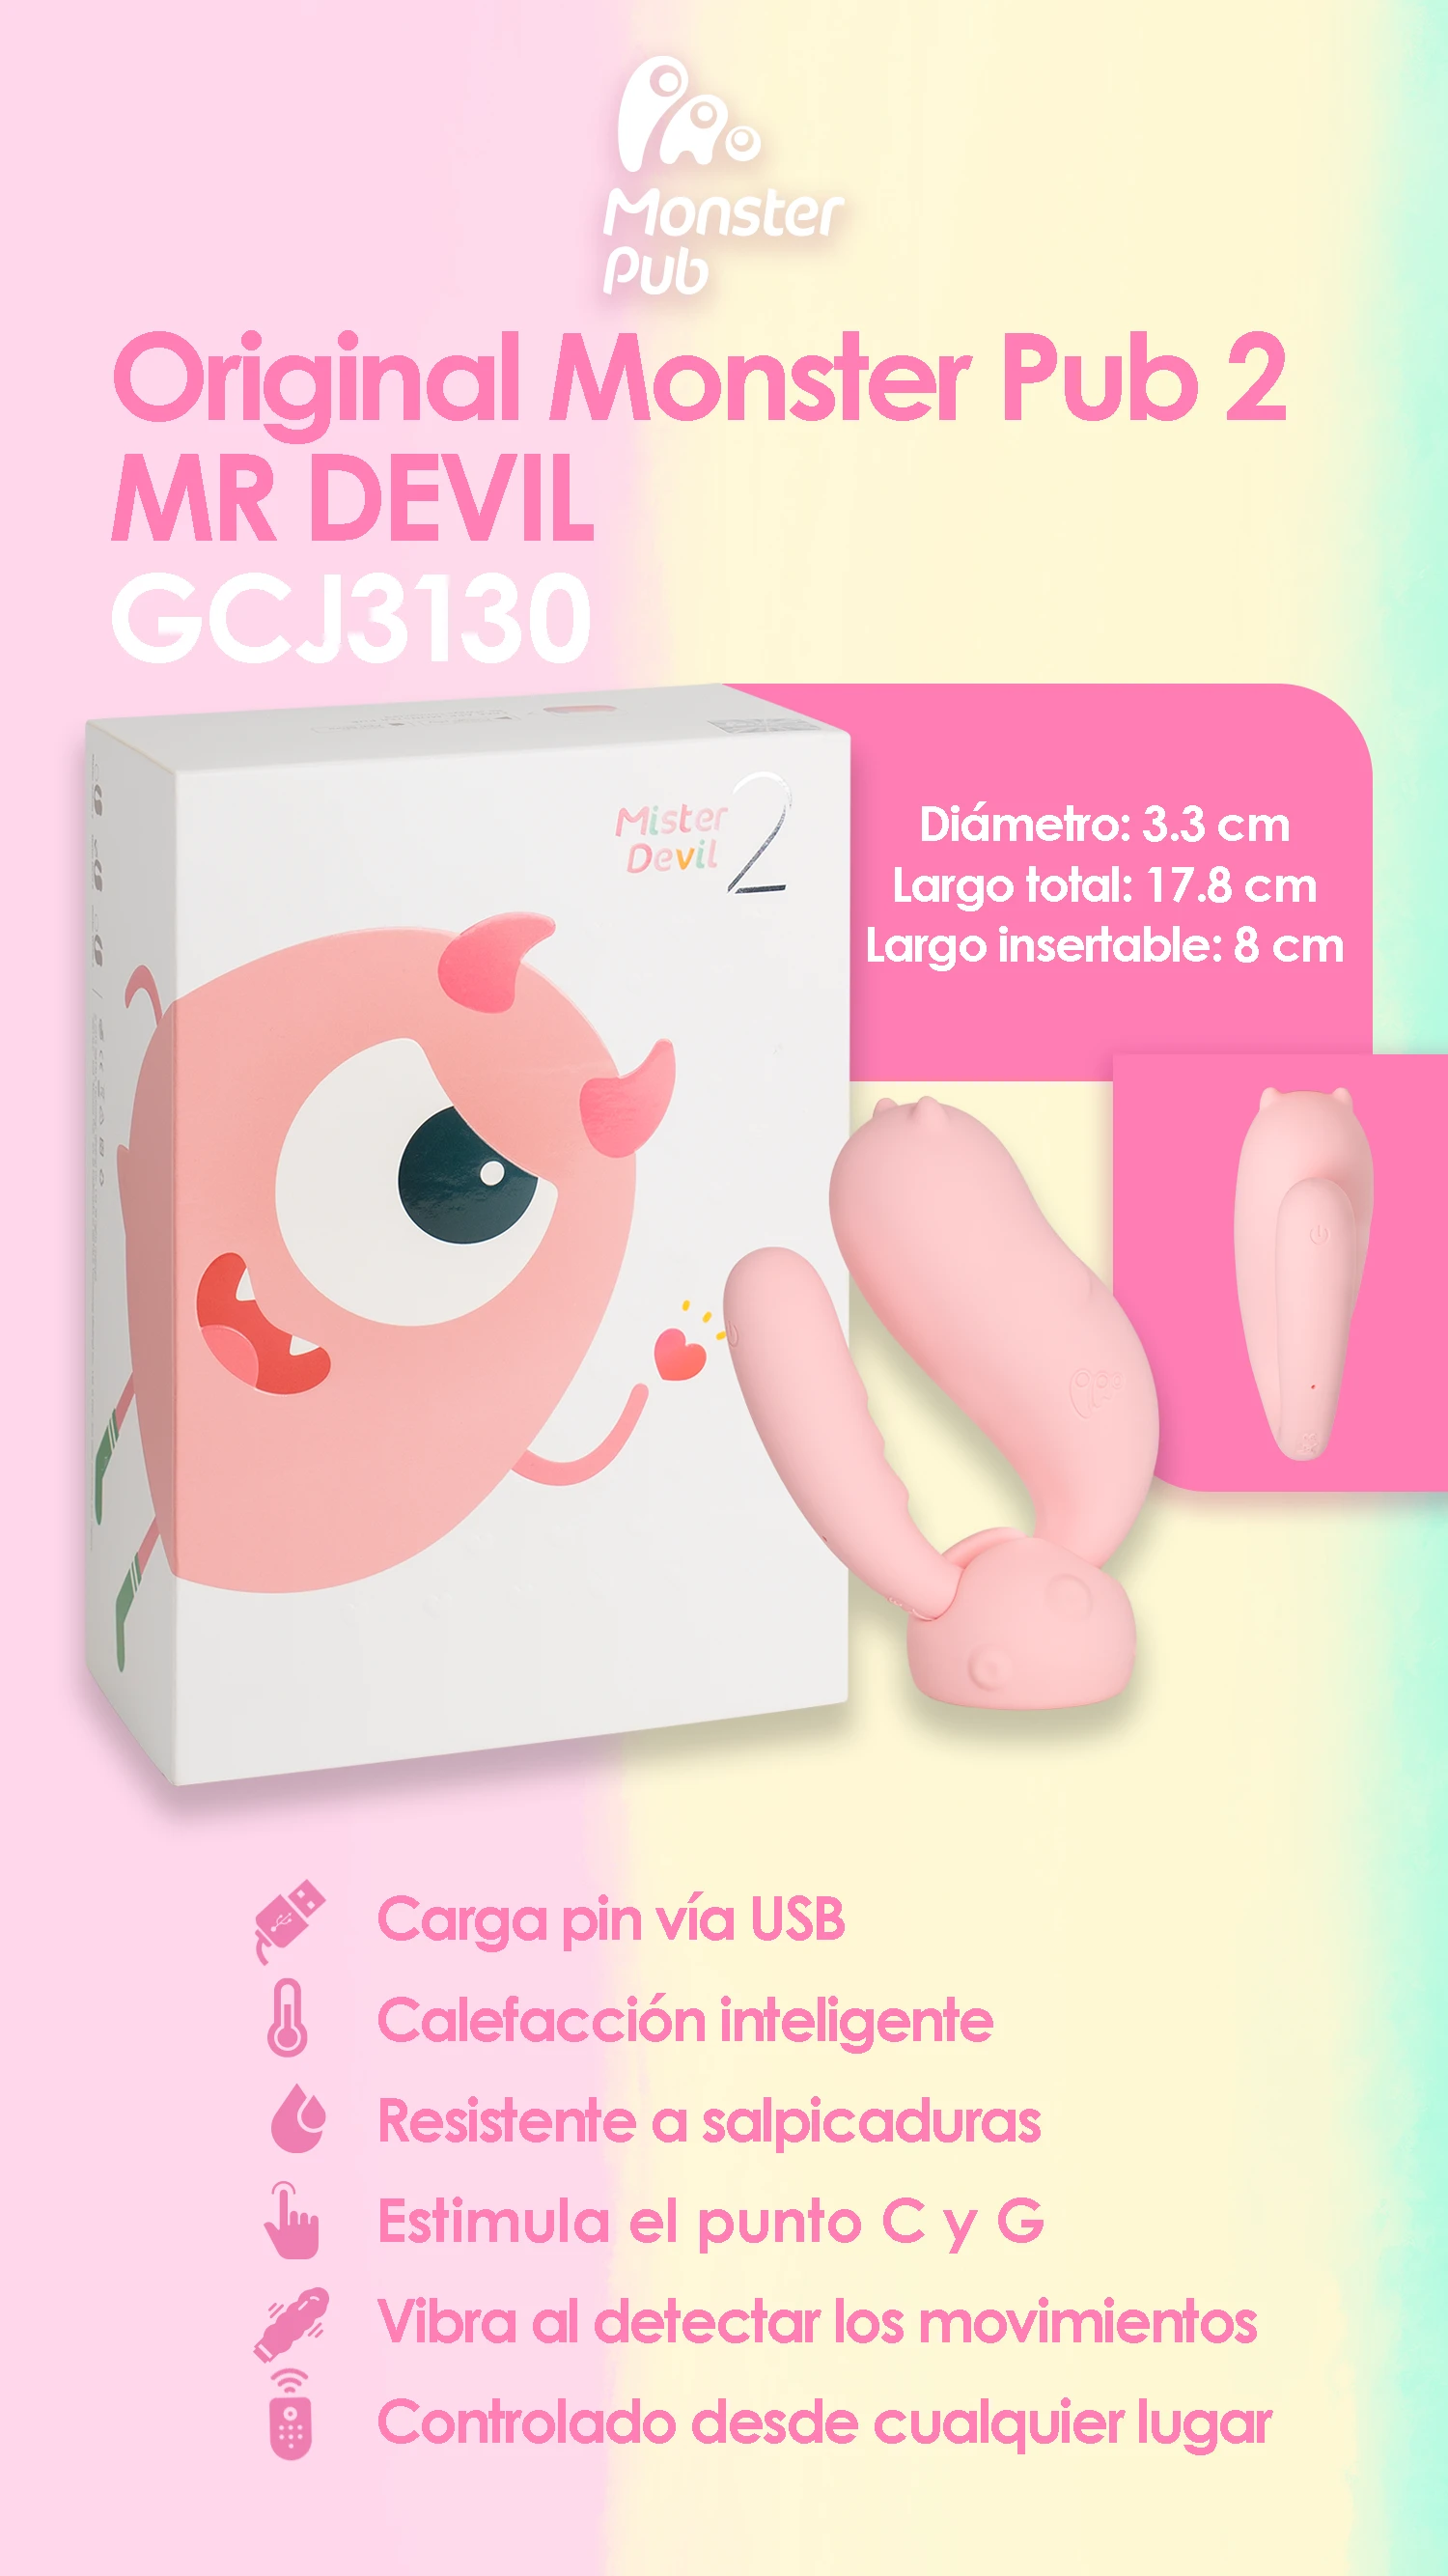 Monster
Pub
Original Monster Pub 2
MR DEVIL
GCJ3130
Mister
Devil 2
Diámetro: 3.3 cm
Largo total: 17.8 cm
Largo insertable: 8 cm
Carga pin vía USB
Calefacción inteligente
Resistente a salpicaduras
Estimula el punto C y G
Vibra al detectar los movimientos
Controlado desde cualquier lugar